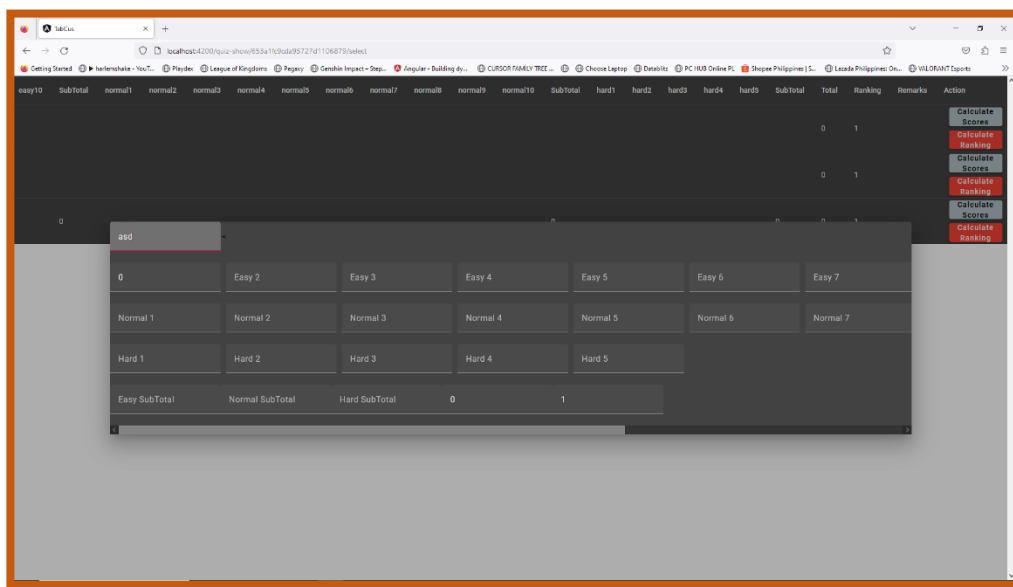 TabCus
localhost:4200/quiz-show/653a1fc9cda95727d1106879/select
Getting Started harlemshake - YouT... Playdex League of Kingdoms Pegaxy Genshin Impact - Step... Angular - Building dy... CURSOR FAMILY TREE ... Choose Laptop Datablitz PC HUB Online PL Shopee Philippines | S... Lazada Philippines: On... VALORANT Esports
easy10 SubTotal normal1 normal2 normal3 normal4 normal5 normal6 normal7 normal8 normal9 normal10 SubTotal hard1 hard2 hard3 hard4 hard5 SubTotal Total Ranking Remarks Action
Calculate
Scores
0 1
Calculate
Ranking
Calculate
Scores
0 1
Calculate
Ranking
Calculate
Scores
0 0 0 0 1
Calculate
Ranking
asd <
0 Easy 2 Easy 3 Easy 4 Easy 5 Easy 6 Easy 7
Normal 1 Normal 2 Normal 3 Normal 4 Normal 5 Normal 6 Normal 7
Hard 1 Hard 2 Hard 3 Hard 4 Hard 5
Easy SubTotal Normal SubTotal Hard SubTotal 0 1